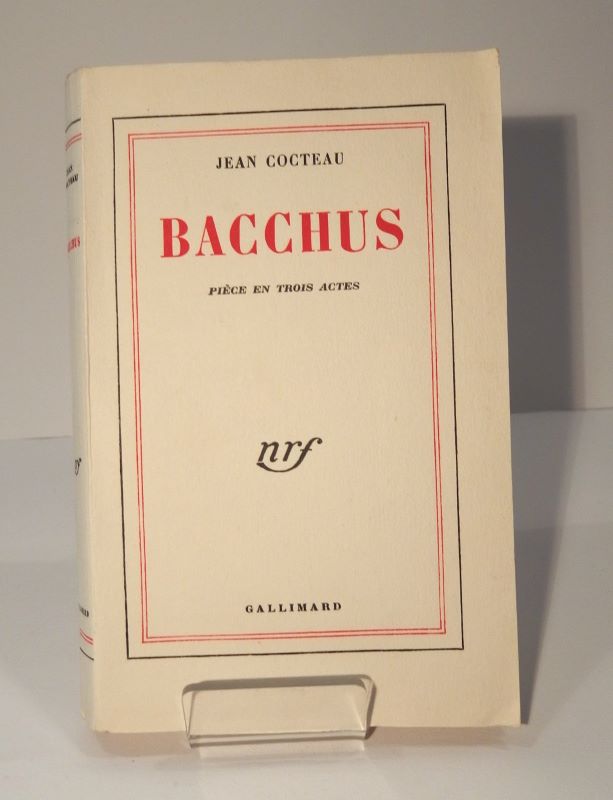 JEAN COCTEAU
BACCHUS
PIÈCE EN TROIS ACTES
nrf
GALLIMARD